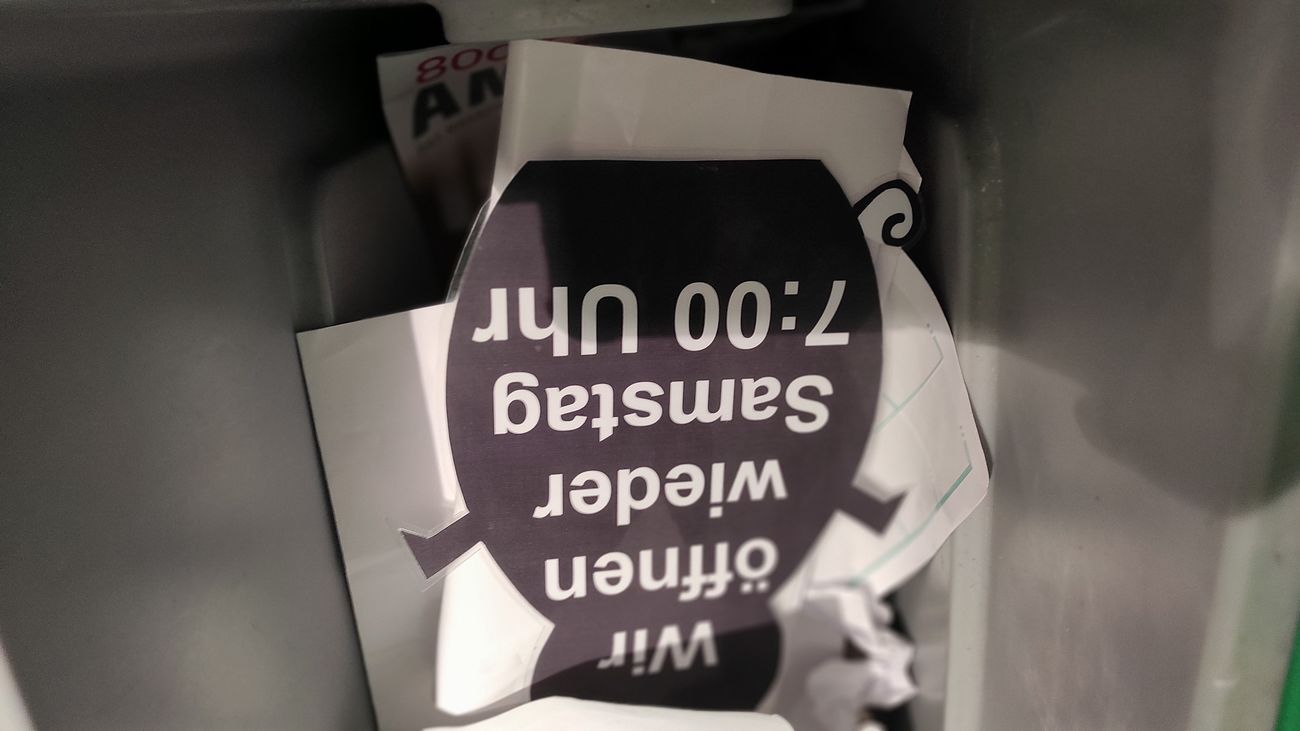 Wir
öffnen
wieder
Samstag
7:00 Uhr